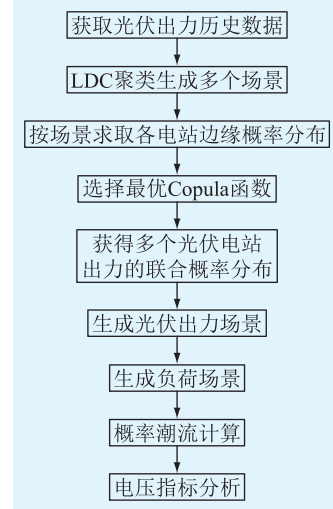 获取光伏出力历史数据
LDC聚类生成多个场景
按场景求取各电站边缘概率分布
选择最优Copula函数
获得多个光伏电站
出力的联合概率分布
生成光伏出力场景
生成负荷场景
概率潮流计算
电压指标分析